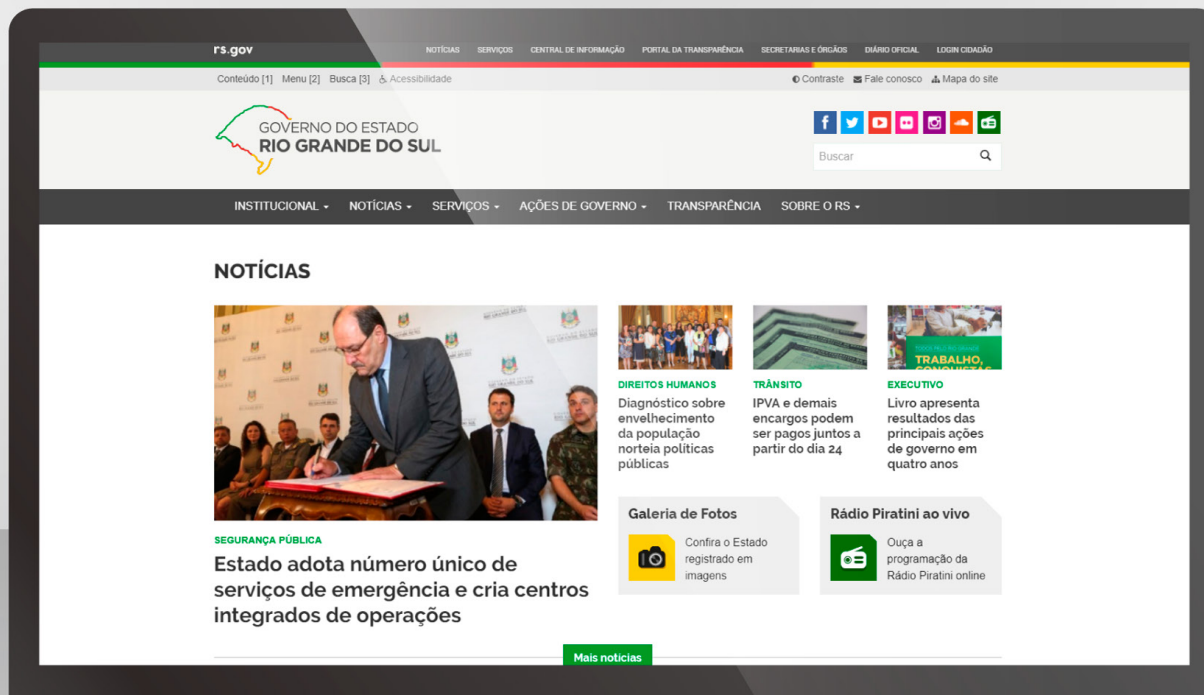 rs.gov
NOTÍCIAS SERVIÇOS CENTRAL DE INFORMAÇÃO PORTAL DA TRANSPARÊNCIA SECRETARIAS E ÓRGÃOS DIÁRIO OFICIAL LOGIN CIDADÃO
Conteúdo [1] Menu [2] Busca [3] Acessibilidade
Contraste Fale conosco Mapa do site
GOVERNO DO ESTADO
RIO GRANDE DO SUL
Buscar
INSTITUCIONAL NOTÍCIAS SERVIÇOS AÇÕES DE GOVERNO TRANSPARÊNCIA SOBRE O RS
NOTÍCIAS
SEGURANÇA PÚBLICA
Estado adota número único de
serviços de emergência e cria centros
integrados de operações
DIREITOS HUMANOS
Diagnóstico sobre
envelhecimento
da população
norteia políticas
públicas
TRÂNSITO
IPVA e demais
encargos podem
ser pagos juntos a
partir do dia 24
TRABALHO,
CONQUISTAS
EXECUTIVO
Livro apresenta
resultados das
principais ações
de governo em
quatro anos
Galeria de Fotos
Confira o Estado
registrado em
imagens
Rádio Piratini ao vivo
Ouça a
programação da
Rádio Piratini online
Mais notícias